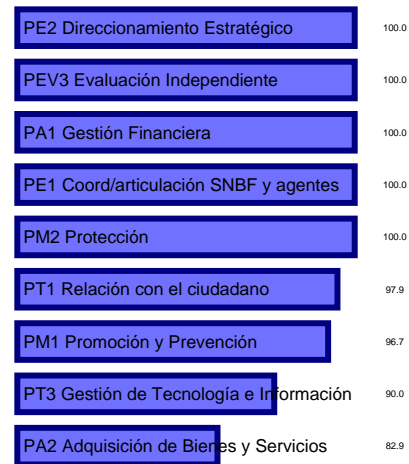 PE2 Direccionamiento Estratégico 100.0
PEV3 Evaluación Independiente 100.0
PA1 Gestión Financiera 100.0
PE1 Coord/articulación SNBF y agentes 100.0
PM2 Protección 100.0
PT1 Relación con el ciudadano 97.9
PM1 Promoción y Prevención 96.7
PT3 Gestión de Tecnología e Información 90.0
PA2 Adquisición de Bienes y Servicios 82.9